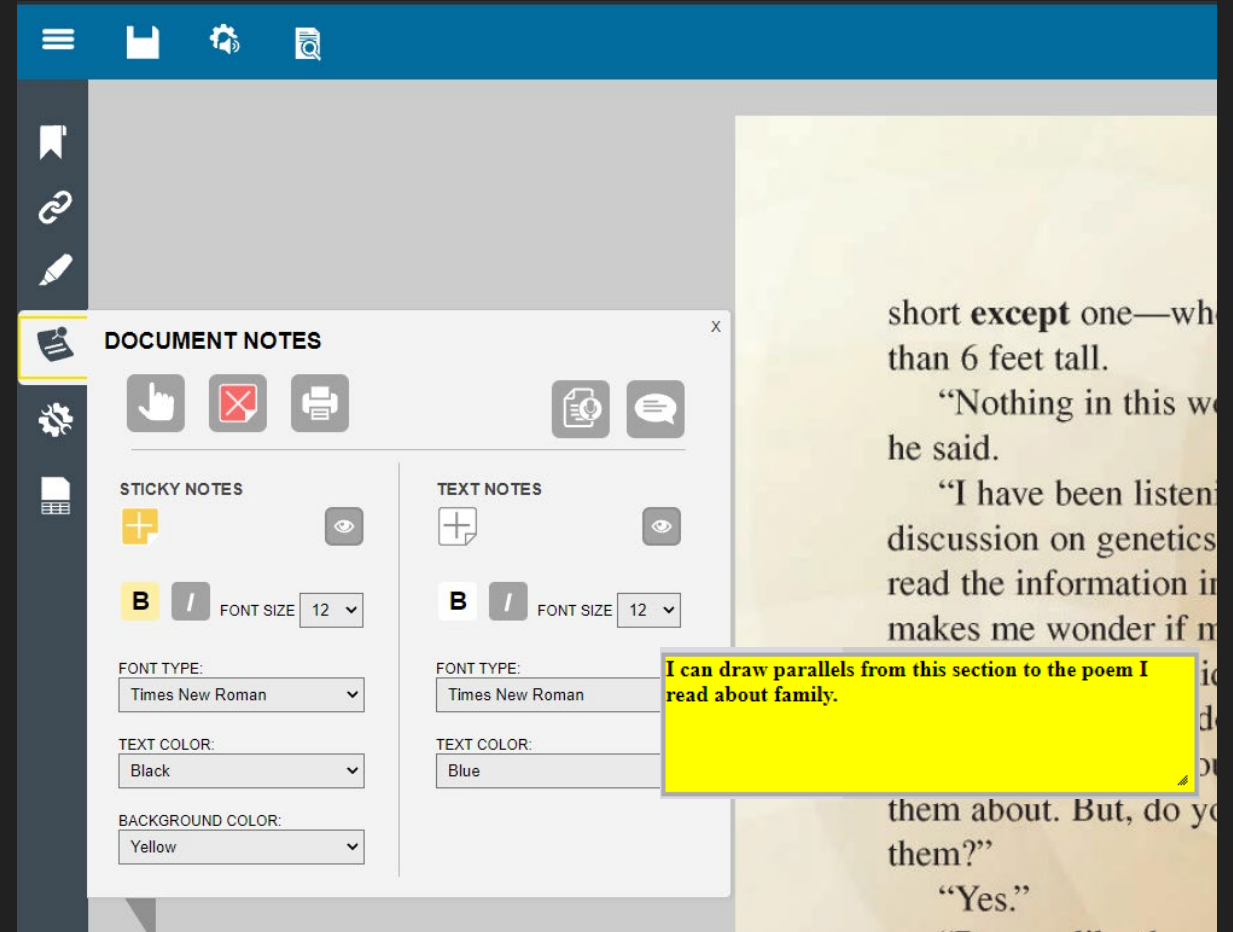 DOCUMENT NOTES
X
STICKY NOTES
B I FONT SIZE 12
FONT TYPE:
Times New Roman
TEXT COLOR:
Black
BACKGROUND COLOR:
Yellow
TEXT NOTES
B I FONT SIZE 12
FONT TYPE:
Times New Roman
TEXT COLOR:
Blue
I can draw parallels from this section to the poem I
read about family.
short except one—
than 6 feet tall.
“Nothing in this
he said.
“I have been
discussion on genetics
read the information
makes me wonder if
them about. But, do
them?”
“Yes.”